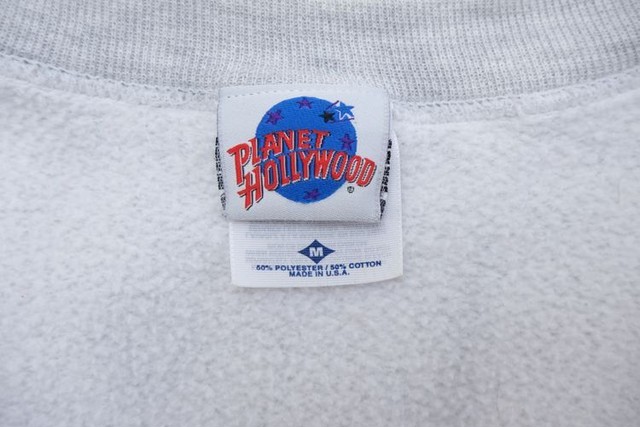 PLANET
HOLLYWOOD
®
M
50% POLYESTER / 50% COTTON
MADE IN U.S.A.